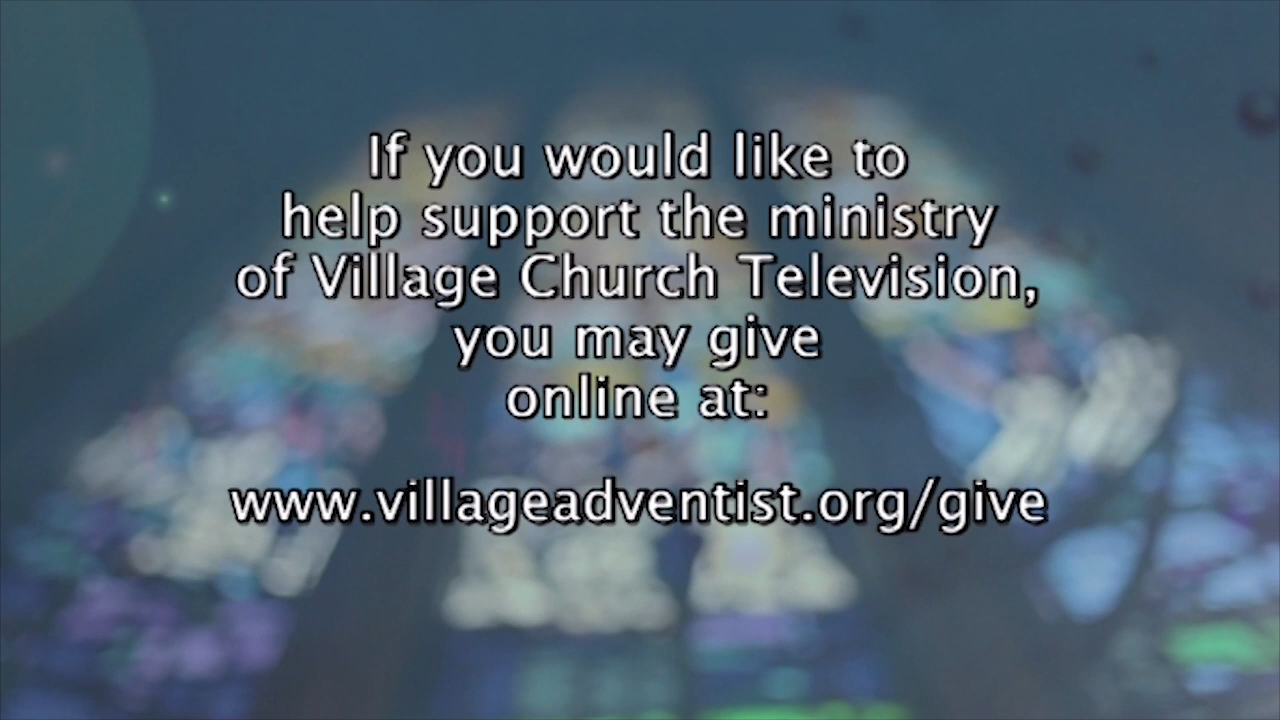 If you would like to
help support the ministry
of Village Church Television,
you may give
online at:
www.villageadventist.org/give